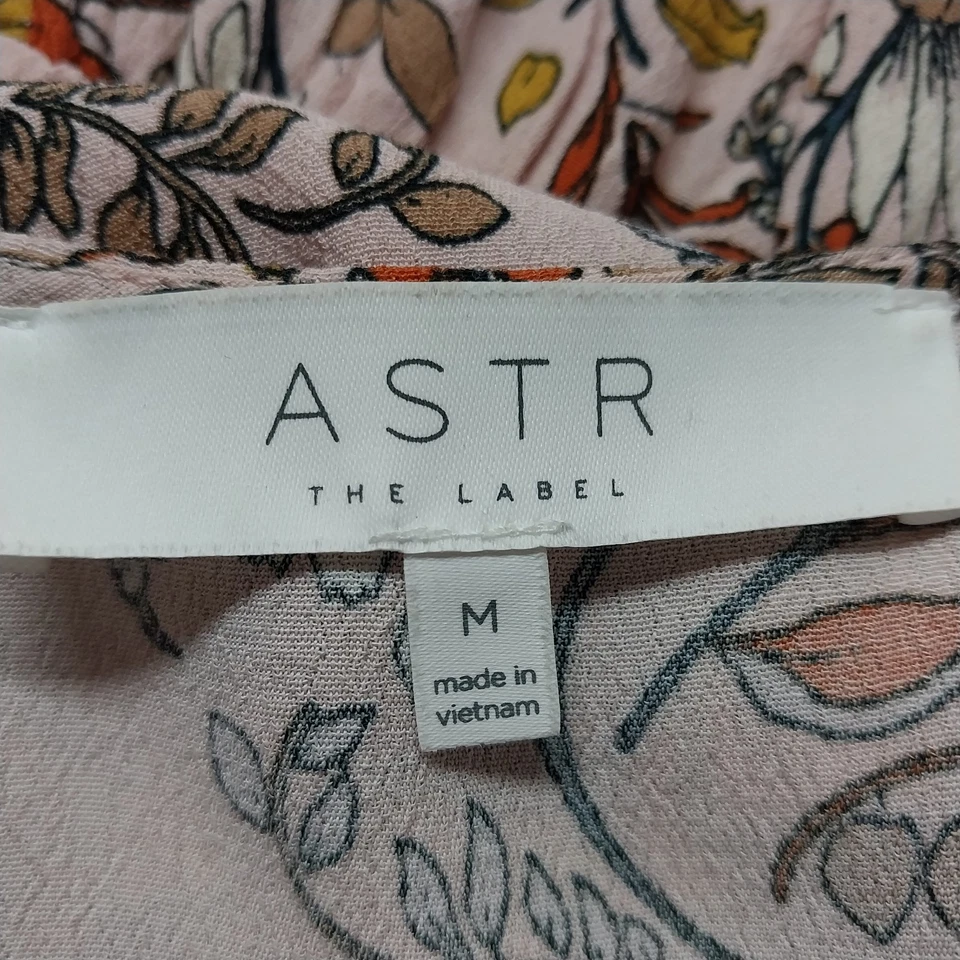 ASTR
THE LABEL
M
made in
vietnam